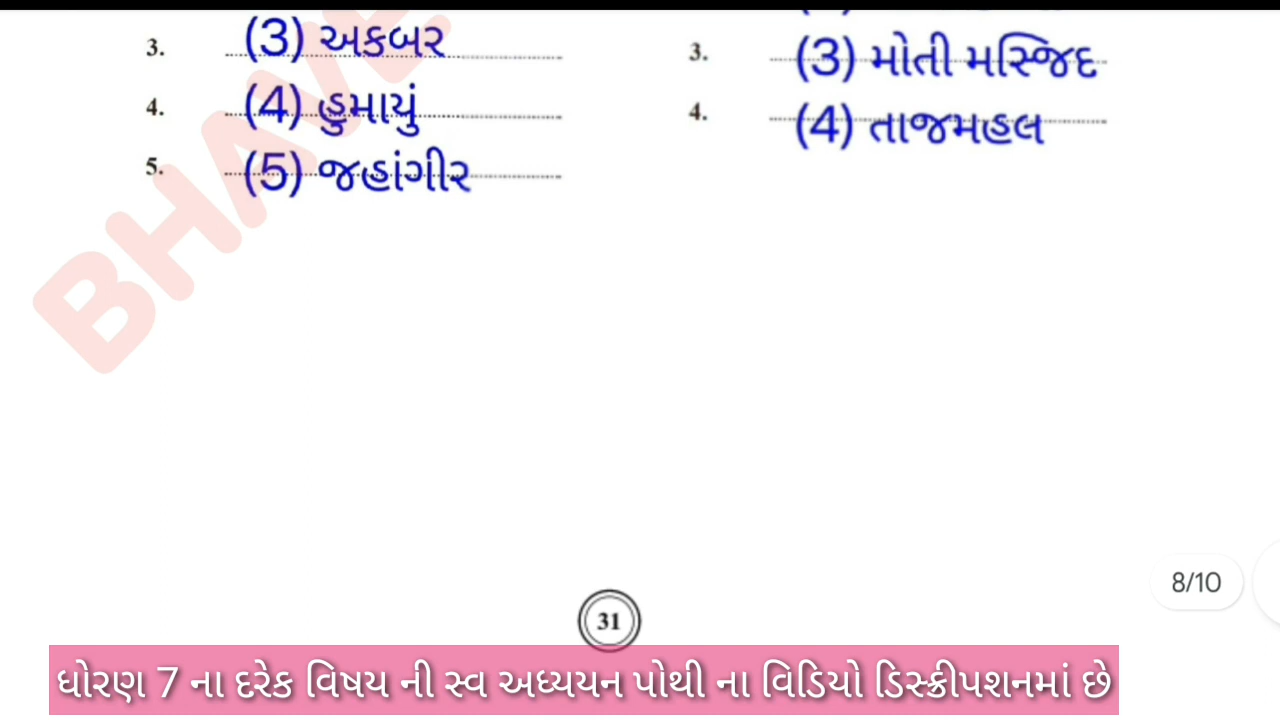 3. (3) અકબર
4. (4) હુમાયું
5. (5) જહાંગીર
3. (3) મોતી મસ્જિદ
4. (4) તાજમહલ
BHAVE
8/10
31
ધોરણ 7 ના દરેક વિષય ની સ્વ અધ્યયન પોથી ના વિડિયો ડિસ્ક્રીપશનમાં છે